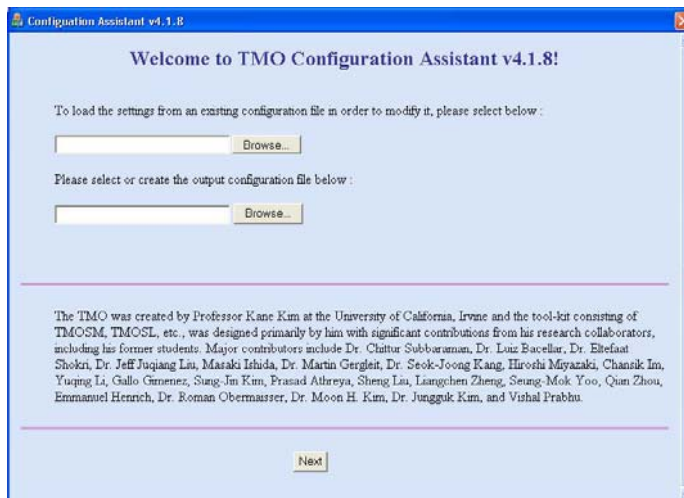 Configuation Assistant v4.1.8
Welcome to TMO Configuration Assistant v4.1.8!
To load the settings from an existing configuration file in order to modify it, please select below :
Browse...
Please select or create the output configuration file below :
Browse...
The TMO was created by Professor Kane Kim at the University of California, Irvine and the tool-kit consisting of
TMOSM, TMOSL, etc., was designed primarily by him with significant contributions from his research collaborators,
including his former students. Major contributors include Dr. Chittur Subbaraman, Dr. Luiz Bacellar, Dr. Eltefaat
Shokri, Dr. Jeff Juqiang Liu, Masaki Ishida, Dr. Martin Gergleit, Dr. Seok-Joong Kang, Hiroshi Miyazaki, Chansik Im,
Yuqing Li, Gallo Gimenez, Sung-Jin Kim, Prasad Athreya, Sheng Liu, Liangchen Zheng, Seung-Mok Yoo, Qian Zhou,
Emmanuel Henrich, Dr. Roman Obermaisser, Dr. Moon H. Kim, Dr. Jungguk Kim, and Vishal Prabhu.
Next